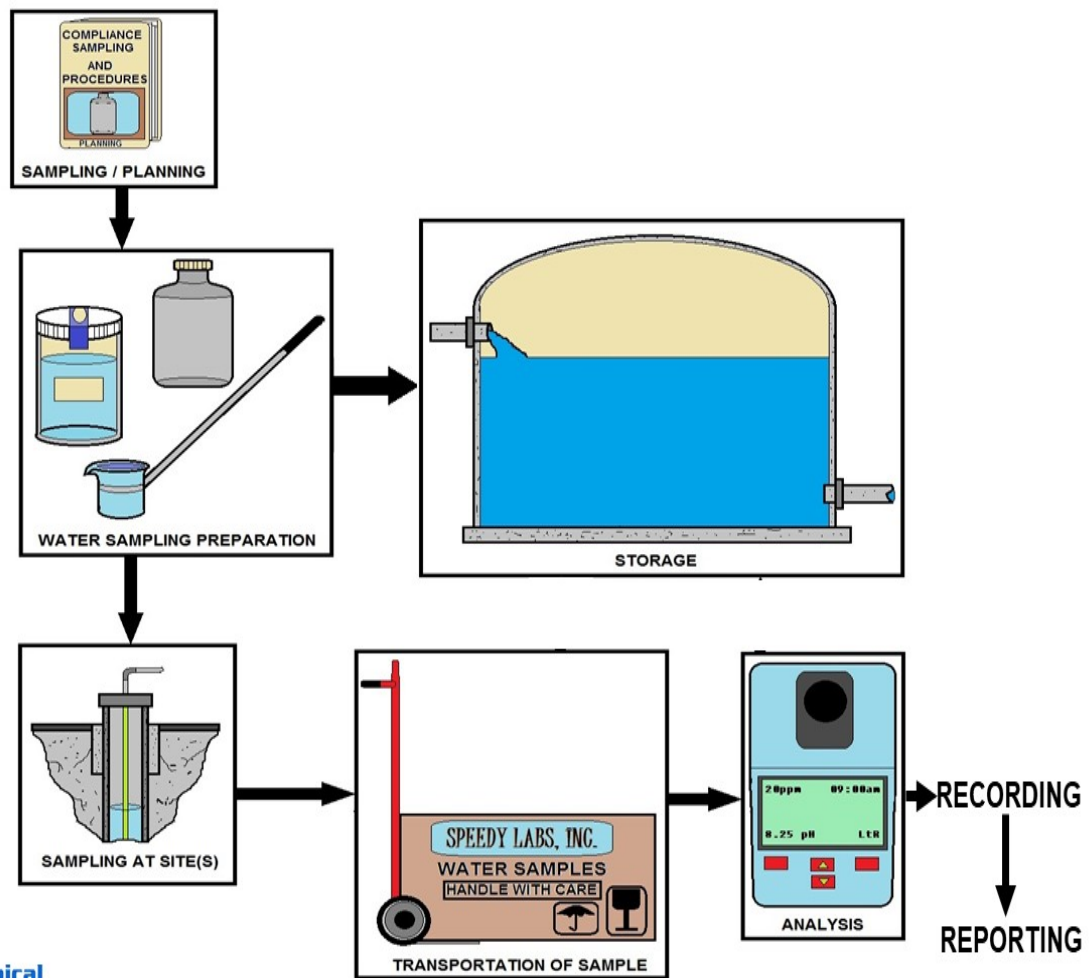 COMPLIANCE
SAMPLING
AND
PROCEDURES
PLANNING
SAMPLING / PLANNING
WATER SAMPLING PREPARATION
STORAGE
SAMPLING AT SITE(S)
SPEEDY LABS, INC.
WATER SAMPLES
HANDLE WITH CARE
TRANSPORTATION OF SAMPLE
20ppm 09:00am
8.25 pH LtR
ANALYSIS
RECORDING
REPORTING